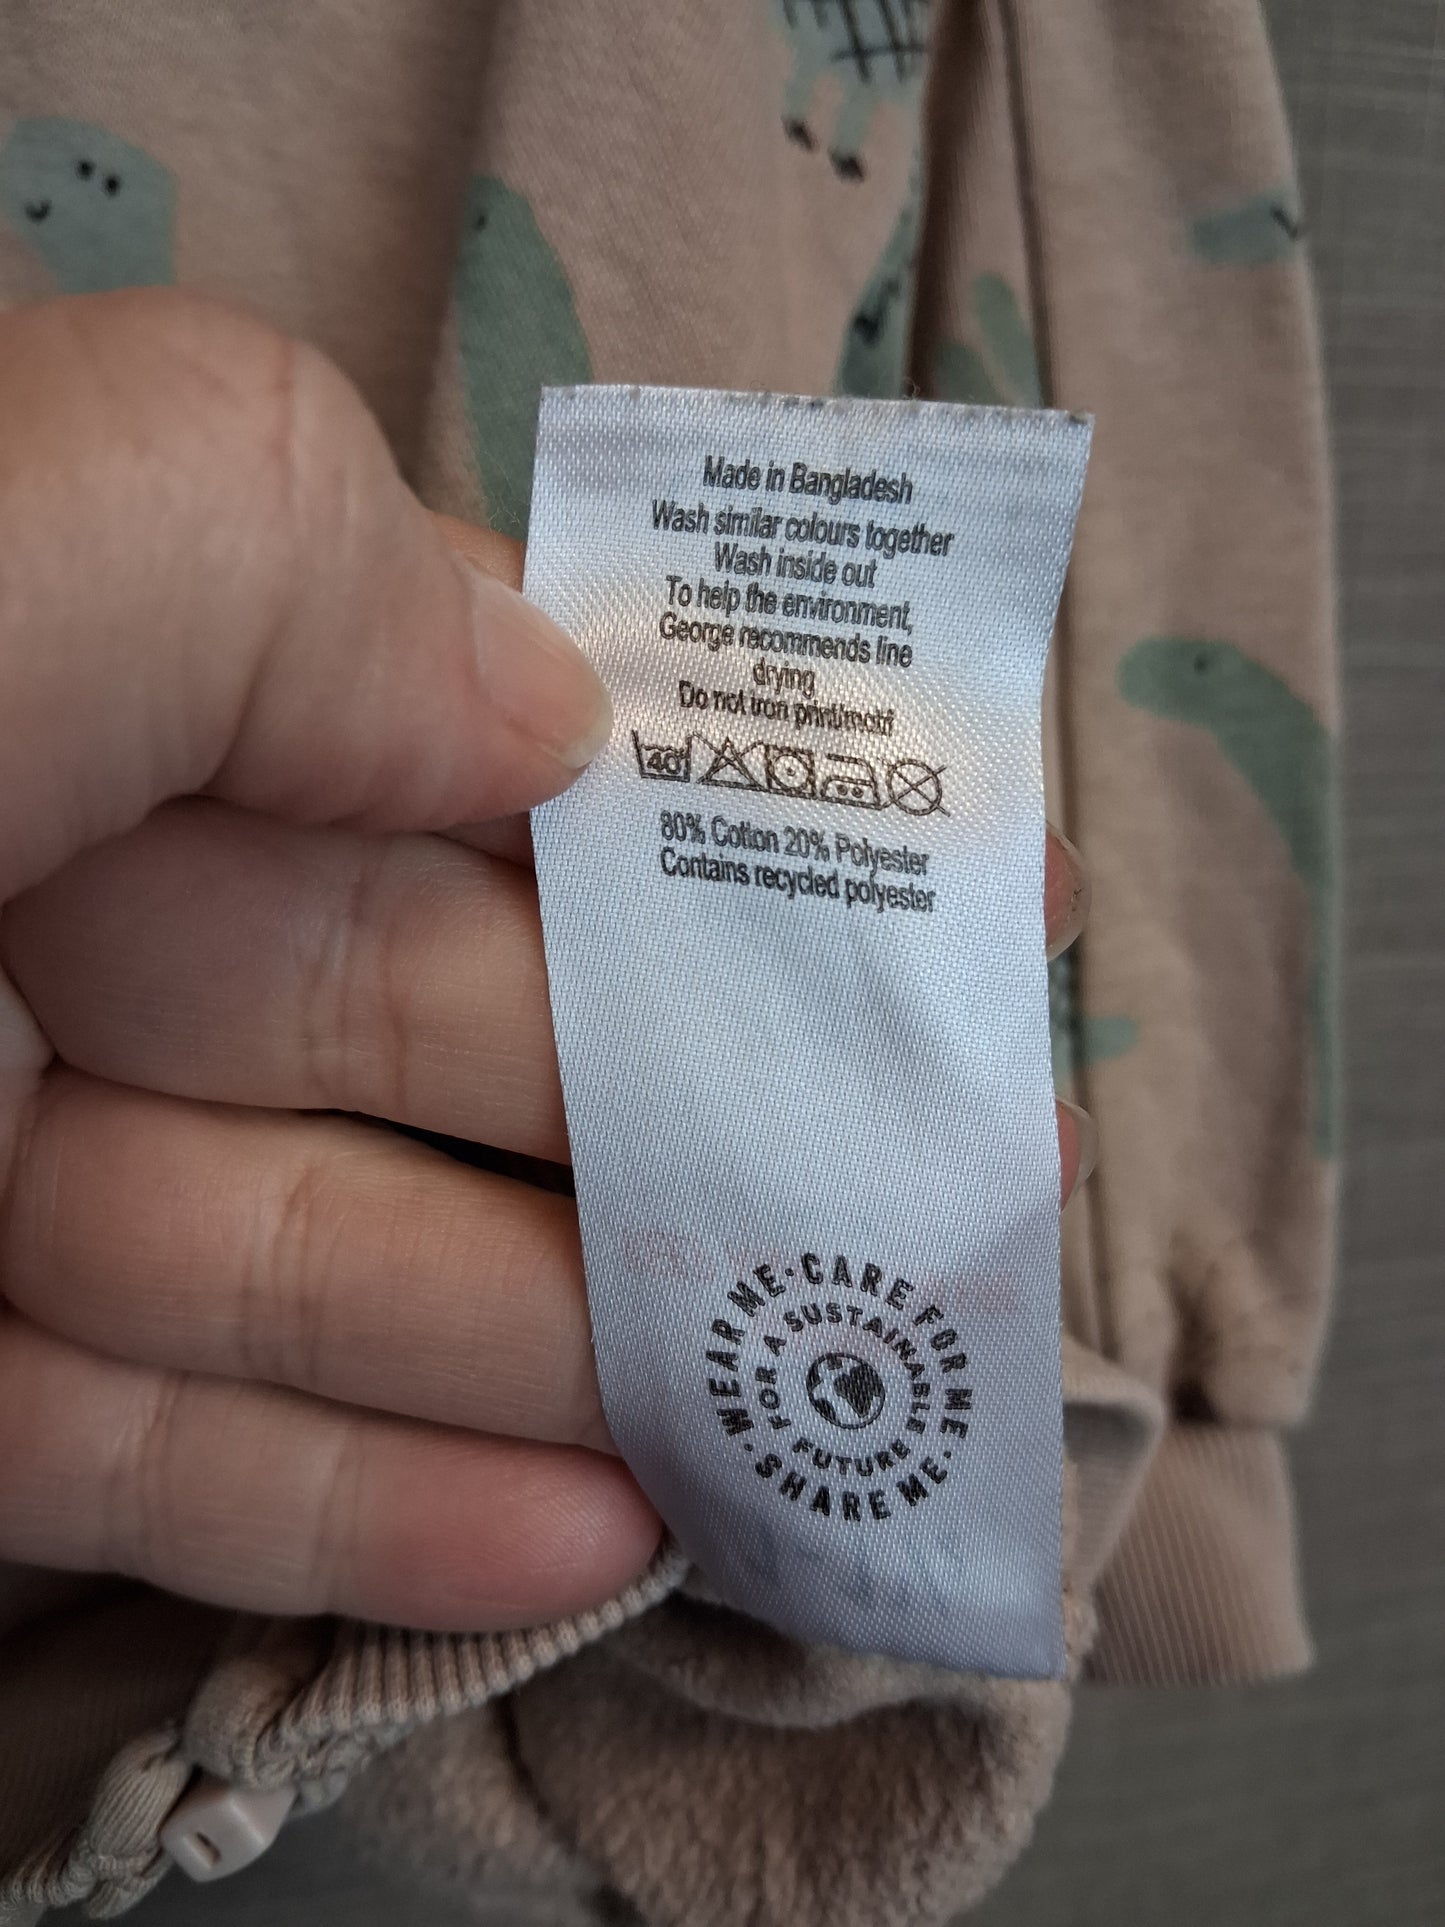 Made in Bangladesh
Wash similar colours together
Wash inside out
To help the environment,
George recommends line
drying
Do not iron print/motif
40
80% Cotton 20% Polyester
Contains recycled polyester
WEAR ME · CARE FOR ME · SHARE ME ·
FOR A SUSTAINABLE FUTURE